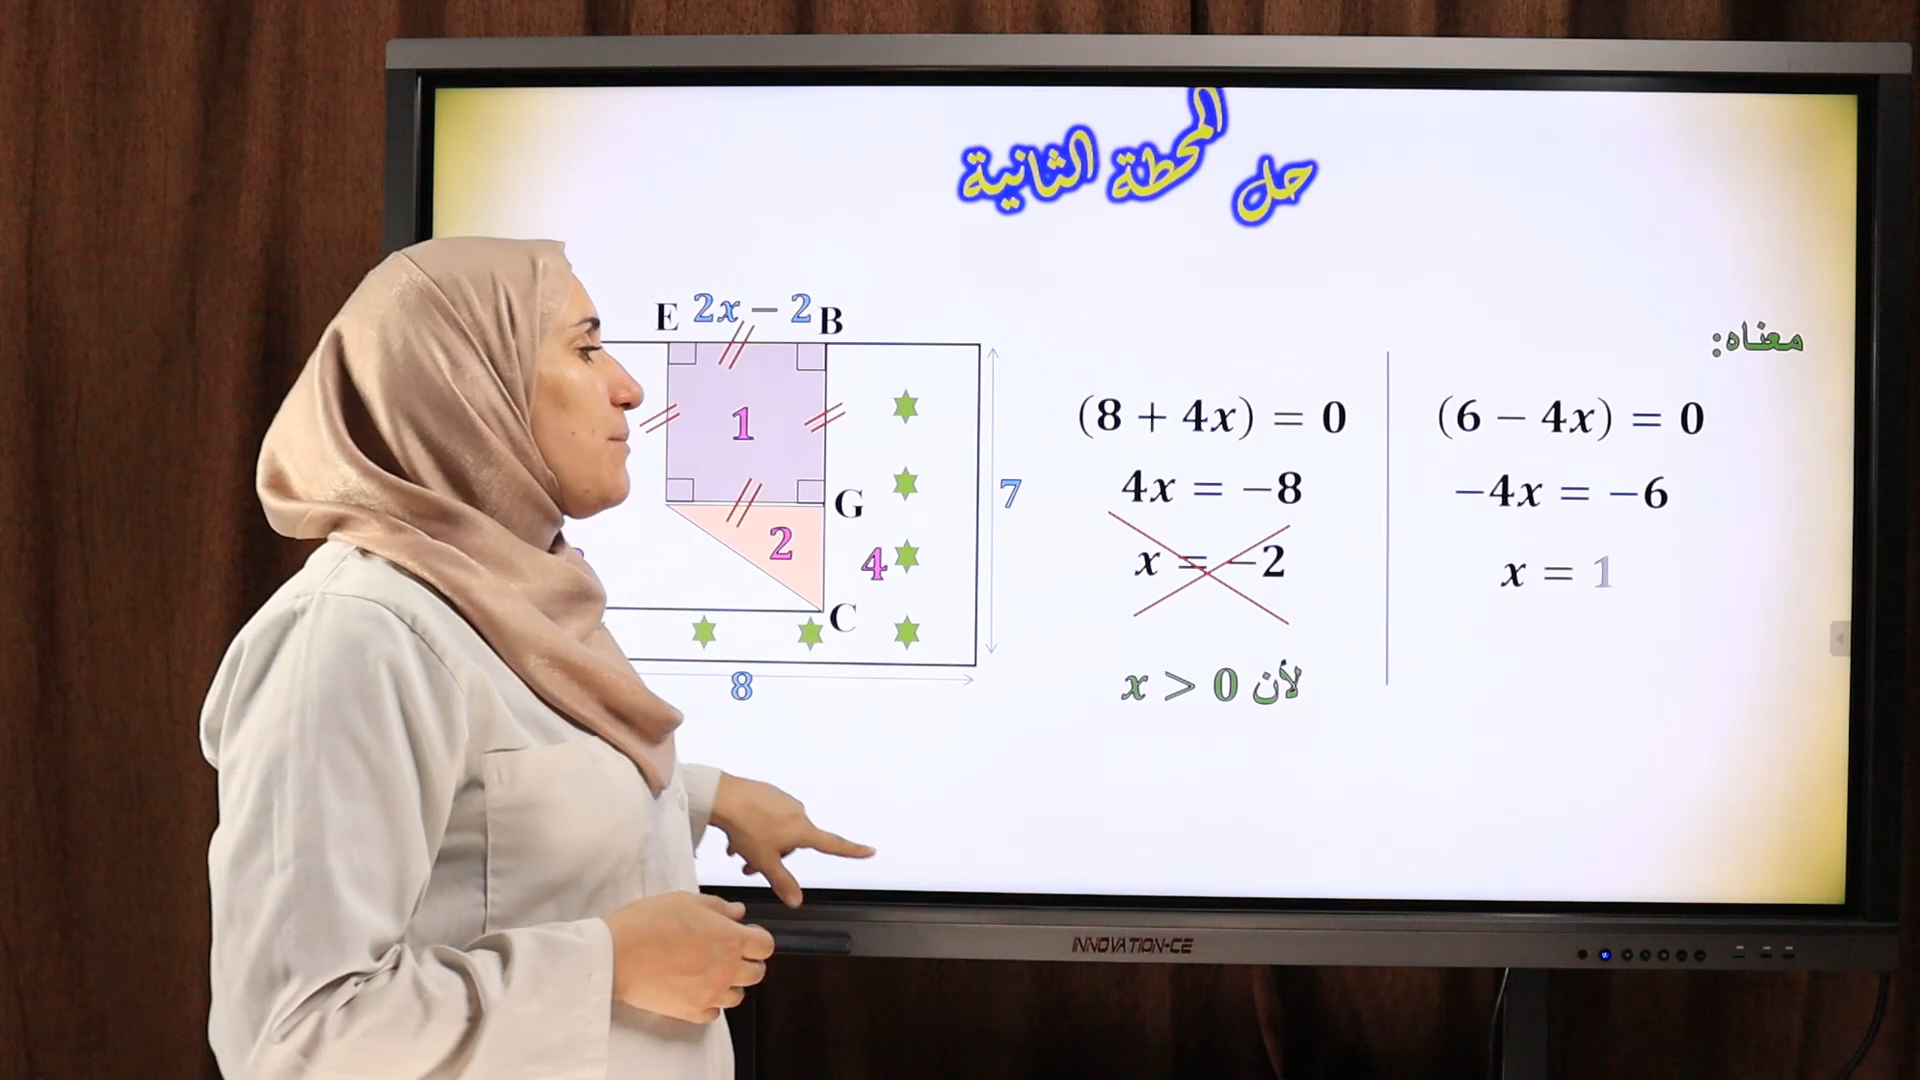 حل المحطة الثانية
معناه:
(6 − 4x) = 0
−4x = −6
x = 1
(8 + 4x) = 0
4x = −8
x = −2
لأن x > 0
E 2x − 2 B
1
G
2
4
7
C
8
INNOVATION-CE